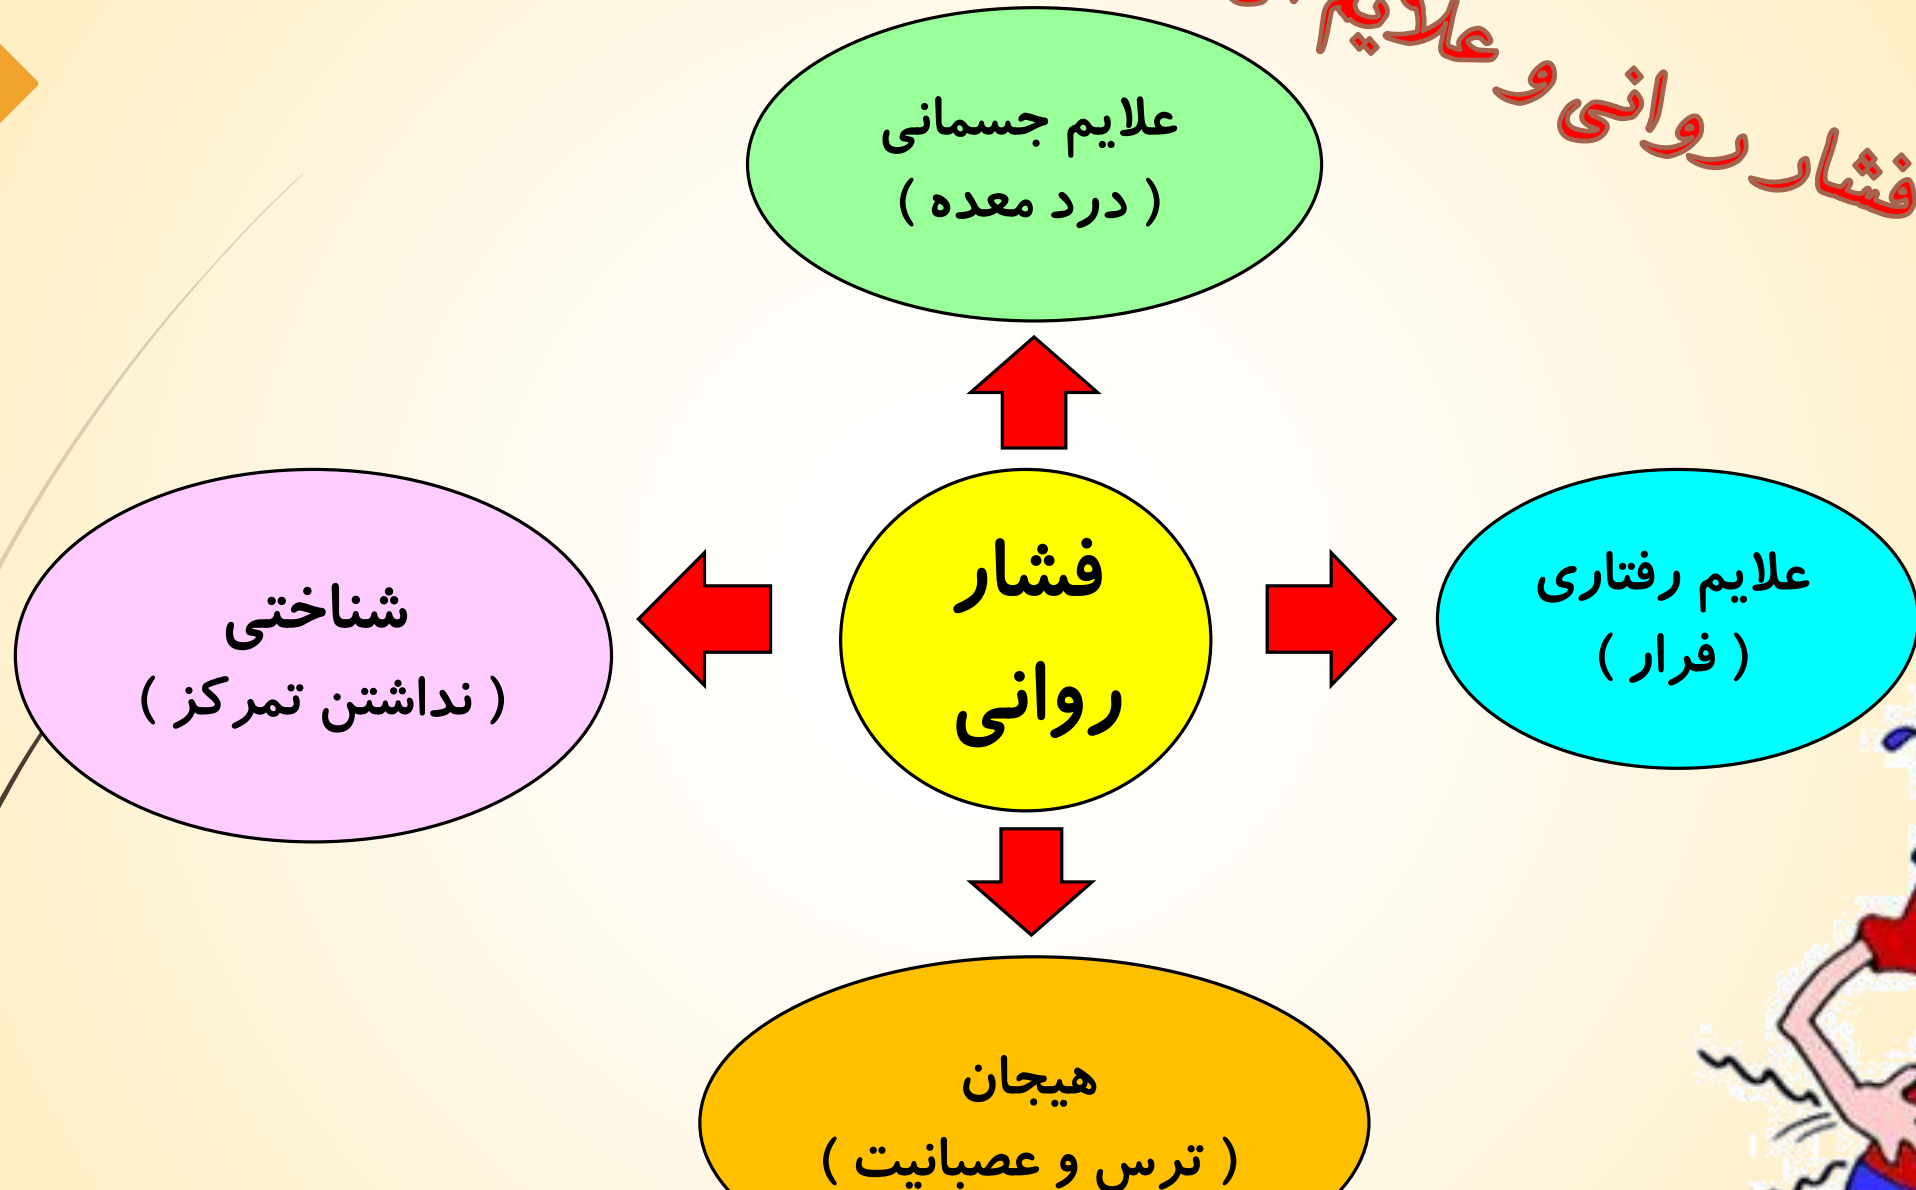 فشار روانی و علایم
علایم جسمانی
( درد معده )
علایم رفتاری
( فرار )
فشار
روانی
شناختی
( نداشتن تمرکز )
هیجان
( ترس و عصبانیت )